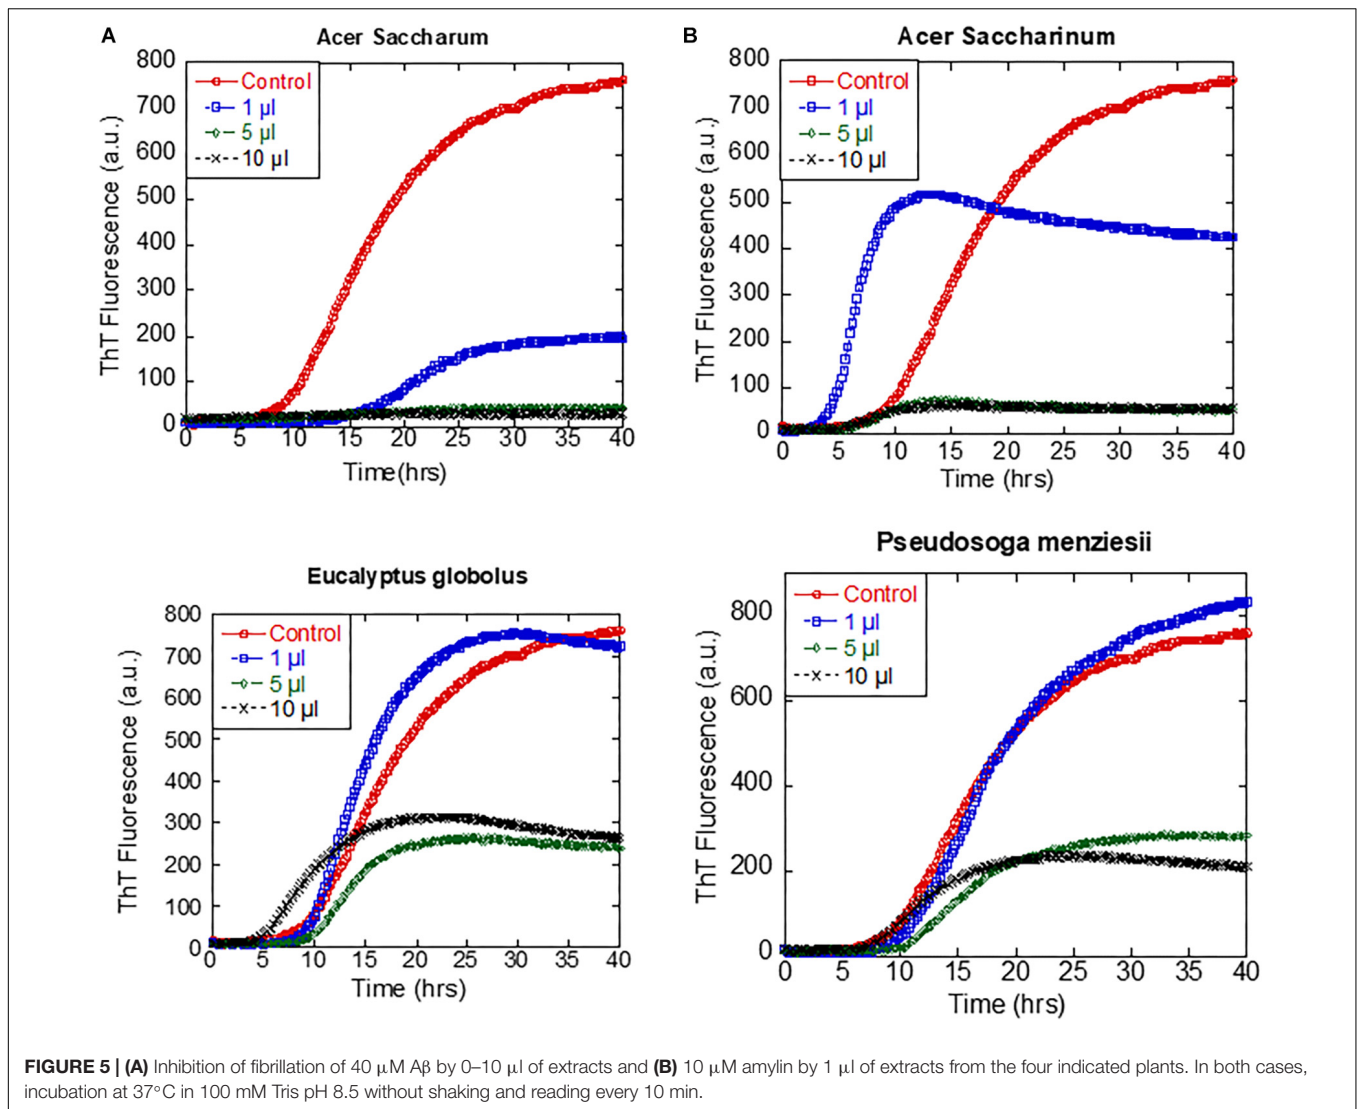 A
Acer Saccharum
800
700
600
500
400
300
200
100
0
ThT Fluorescence (a.u.)
Control
1 µl
5 µl
10 µl
0 5 10 15 20 25 30 35 40
Time(hrs)
B
Acer Saccharinum
800
700
600
500
400
300
200
100
0
ThT Fluorescence (a.u.)
Control
1 µl
5 µl
10 µl
0 5 10 15 20 25 30 35 40
Time (hrs)
Eucalyptus globolus
800
700
600
500
400
300
200
100
0
ThT Fluorescence (a.u.)
Control
1 µl
5 µl
10 µl
0 5 10 15 20 25 30 35 40
Time (hrs)
Pseudosoga menziesii
800
600
400
200
0
ThT Fluorescence (a.u.)
Control
1 µl
5 µl
10 µl
0 5 10 15 20 25 30 35 40
Time (hrs)
FIGURE 5 | (A) Inhibition of fibrillation of 40 µM Aβ by 0–10 µl of extracts and (B) 10 µM amylin by 1 µl of extracts from the four indicated plants. In both cases,
incubation at 37°C in 100 mM Tris pH 8.5 without shaking and reading every 10 min.